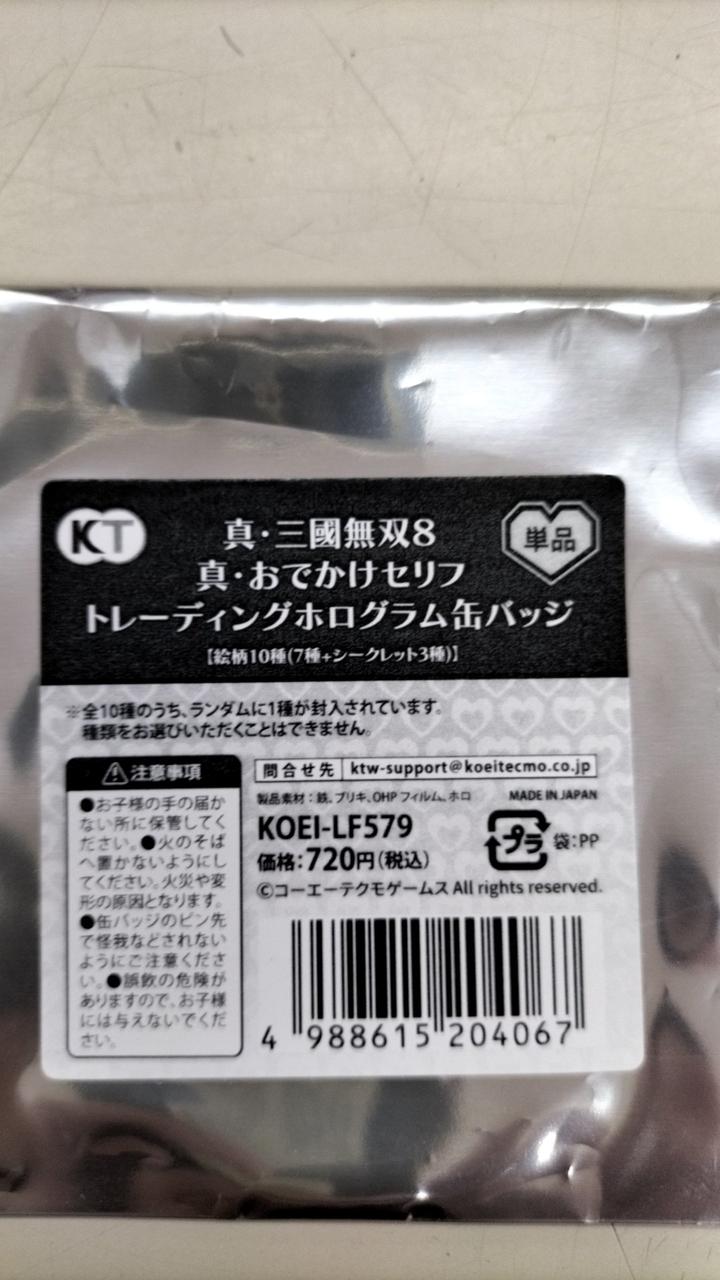 KT
真・三國無双8
単品
真・おでかけセリフ
トレーディングホログラム缶バッジ
【絵柄10種(7種+シークレット3種)】
※全10種のうち、ランダムに1種が封入されています。
種類をお選びいただくことはできません。
注意事項
●お子様の手の届か
ない所に保管してく
ださい。●火のそば
へ置かないようにし
てください。火災や変
形の原因となります。
●缶バッジのピン先
で怪我などされない
ようにご注意くださ
い。●誤飲の危険が
ありますので、お子様
には与えないでくだ
さい。
問合せ先 ktw-support@koeitecmo.co.jp
製品素材：鉄、ブリキ、OHPフィルム、ホロ MADE IN JAPAN
KOEI-LF579
プラ 袋:PP
価格：720円(税込)
©コーエーテクモゲームス All rights reserved.
4 988615 204067